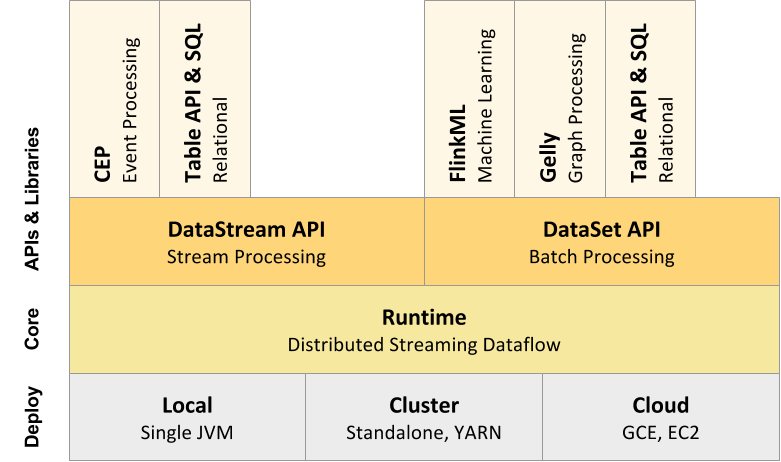 CEP
Event Processing
Table API & SQL
Relational
FlinkML
Machine Learning
Gelly
Graph Processing
Table API & SQL
Relational
APIs & Libraries
DataStream API
Stream Processing
DataSet API
Batch Processing
Core
Runtime
Distributed Streaming Dataflow
Deploy
Local
Single JVM
Cluster
Standalone, YARN
Cloud
GCE, EC2